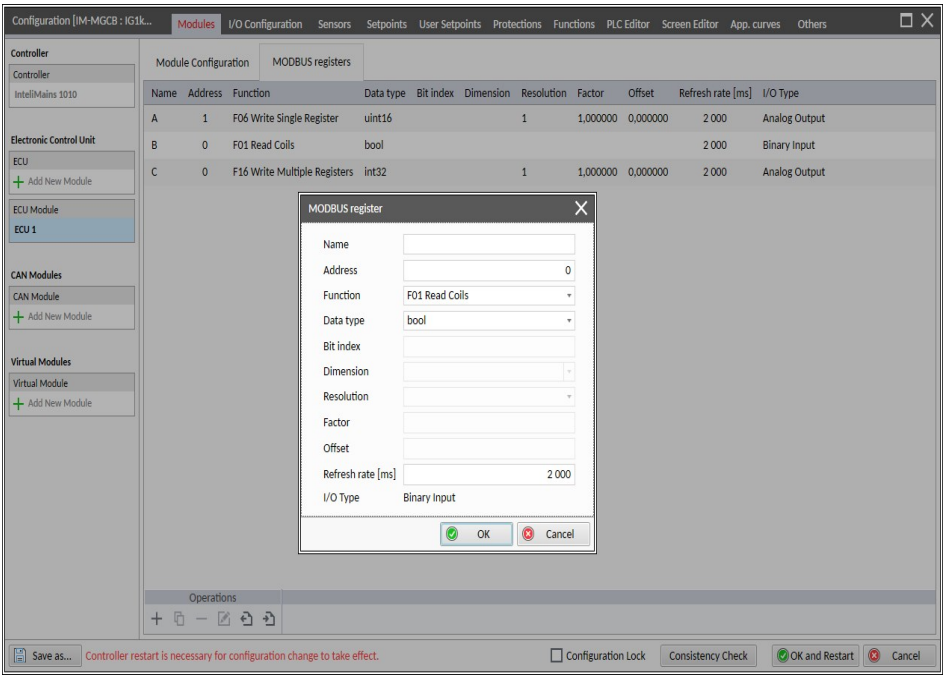 Configuration [IM-MGCB : IG1k...
Modules I/O Configuration Sensors Setpoints User Setpoints Protections Functions PLC Editor Screen Editor App. curves Others
Controller
Controller
InteliMains 1010
Electronic Control Unit
ECU
Add New Module
ECU Module
ECU 1
CAN Modules
CAN Module
Add New Module
Virtual Modules
Virtual Module
Add New Module
Module Configuration MODBUS registers
Name Address Function Data type Bit index Dimension Resolution Factor Offset Refresh rate [ms] I/O Type
A 1 F06 Write Single Register uint16 1 1,000000 0,000000 2 000 Analog Output
B 0 F01 Read Coils bool 2 000 Binary Input
C 0 F16 Write Multiple Registers int32 1 1,000000 0,000000 2 000 Analog Output
MODBUS register
Name
Address 0
Function F01 Read Coils
Data type bool
Bit index
Dimension
Resolution
Factor
Offset
Refresh rate [ms] 2 000
I/O Type Binary Input
OK Cancel
Operations
Save as... Controller restart is necessary for configuration change to take effect. Configuration Lock Consistency Check OK and Restart Cancel